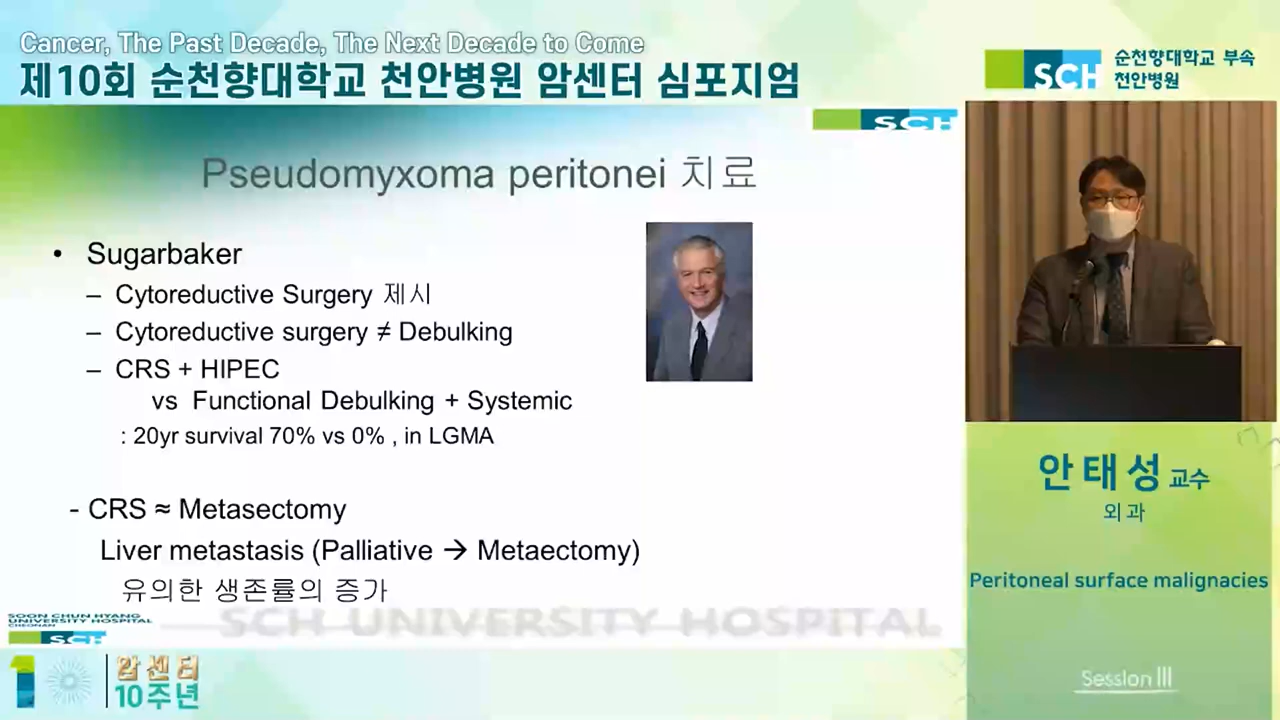 Cancer, The Past Decade, The Next Decade to Come
제10회 순천향대학교 천안병원 암센터 심포지엄
SCH
순천향대학교 부속
천안병원
SCH
Pseudomyxoma peritonei 치료
• Sugarbaker
– Cytoreductive Surgery 제시
– Cytoreductive surgery ≠ Debulking
– CRS + HIPEC
vs Functional Debulking + Systemic
: 20yr survival 70% vs 0% , in LGMA
- CRS ≈ Metasectomy
Liver metastasis (Palliative → Metaectomy)
유의한 생존률의 증가
SOON CHUN HYANG
UNIVERSITY HOSPITAL
CHEONAN
SCH
SCH UNIVERSITY HOSPITAL
안태성 교수
외과
Peritoneal surface malignacies
Session III
10
암센터
10주년